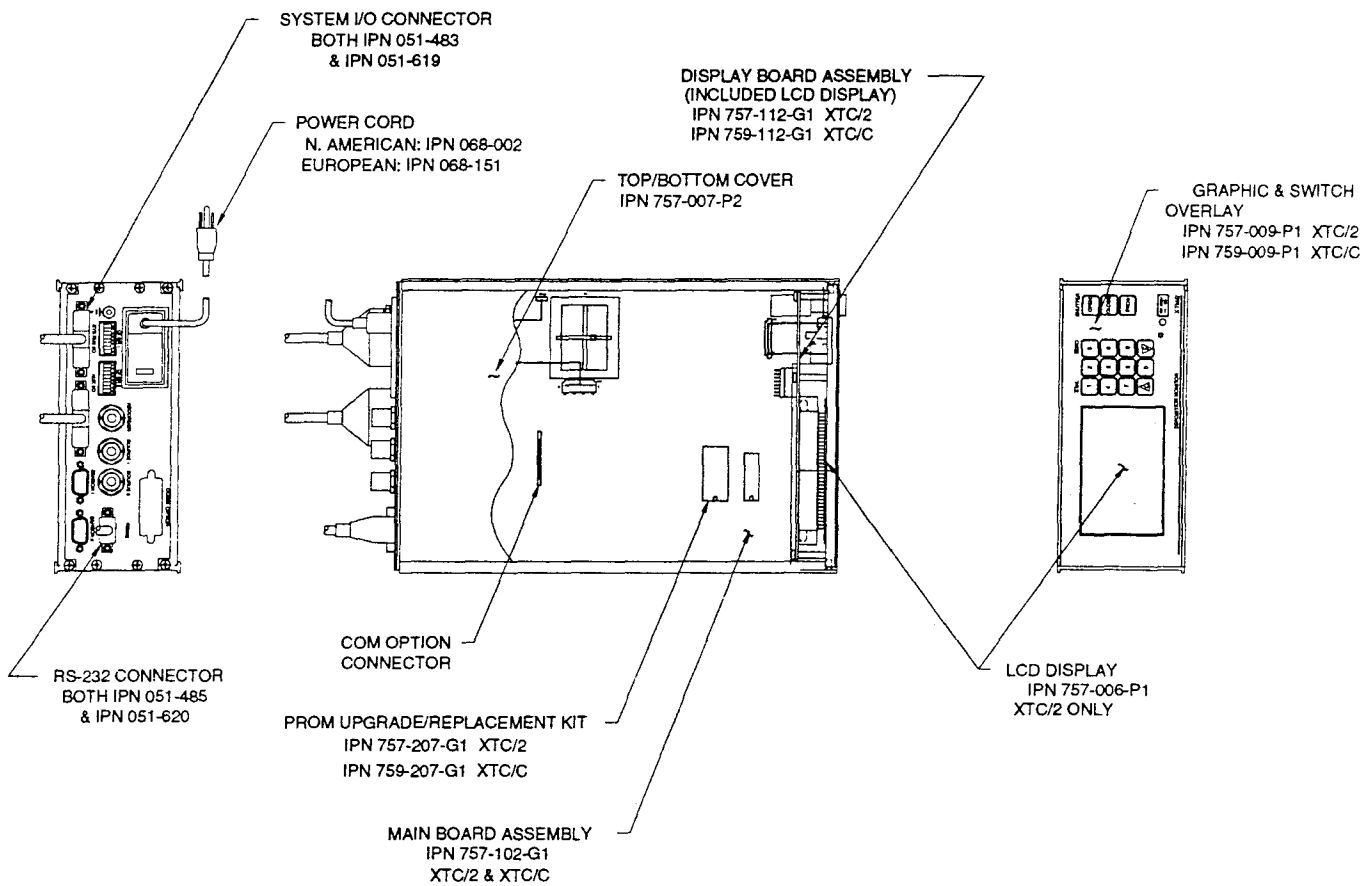 SYSTEM I/O CONNECTOR
BOTH IPN 051-483
& IPN 051-619
POWER CORD
N. AMERICAN: IPN 068-002
EUROPEAN: IPN 068-151
DISPLAY BOARD ASSEMBLY
(INCLUDED LCD DISPLAY)
IPN 757-112-G1 XTC/2
IPN 759-112-G1 XTC/C
TOP/BOTTOM COVER
IPN 757-007-P2
GRAPHIC & SWITCH
OVERLAY
IPN 757-009-P1 XTC/2
IPN 759-009-P1 XTC/C
COM OPTION
CONNECTOR
RS-232 CONNECTOR
BOTH IPN 051-485
& IPN 051-620
PROM UPGRADE/REPLACEMENT KIT
IPN 757-207-G1 XTC/2
IPN 759-207-G1 XTC/C
LCD DISPLAY
IPN 757-006-P1
XTC/2 ONLY
MAIN BOARD ASSEMBLY
IPN 757-102-G1
XTC/2 & XTC/C